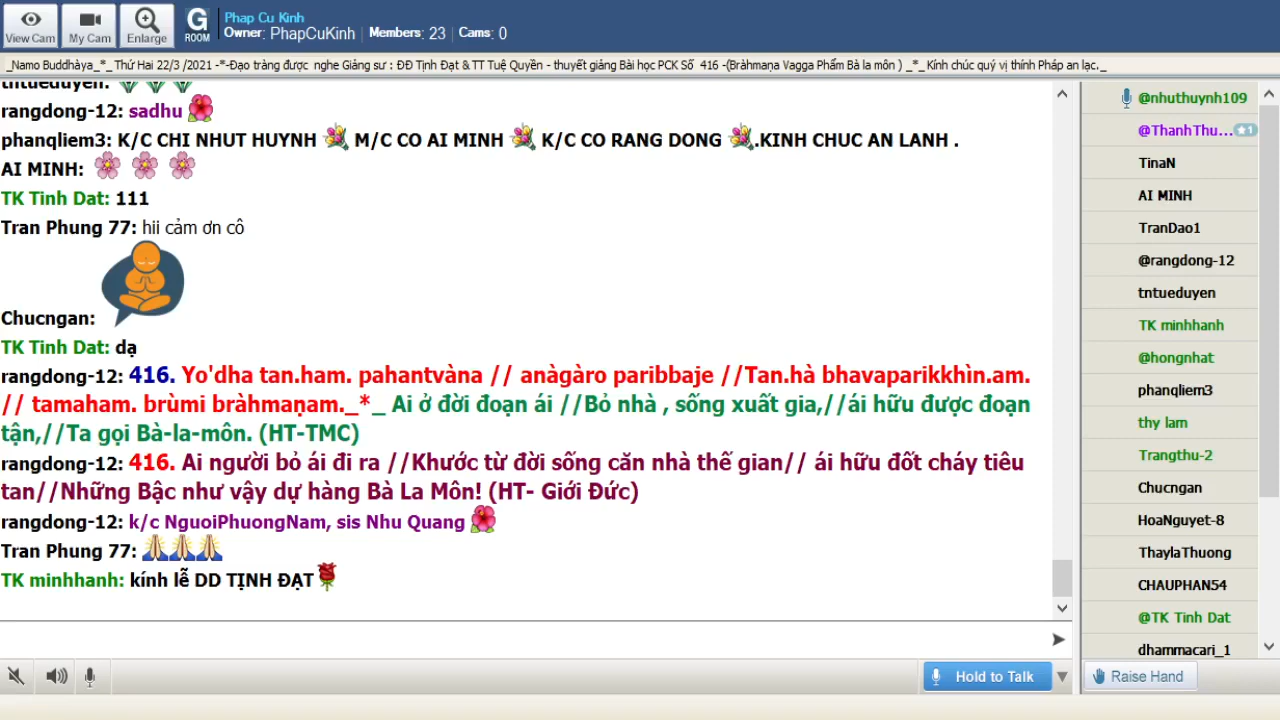 View Cam
My Cam
Enlarge
G
ROOM
Phap Cu Kinh
Owner: PhapCuKinh | Members: 23 | Cams: 0
_Namo Buddhàya_*_ Thứ Hai 22/3 /2021 -*-Đạo tràng được nghe Giảng sư : ĐĐ Tịnh Đạt & TT Tuệ Quyền - thuyết giảng Bài học PCK Số 416 -(Bràhmaṇa Vagga Phẩm Bà la môn ) _*_ Kính chúc quý vị thính Pháp an lạc._
tntueduyen:
rangdong-12: sadhu
phanqliem3: K/C CHI NHUT HUYNH M/C CO AI MINH K/C CO RANG DONG .KINH CHUC AN LANH .
AI MINH:
TK Tinh Dat: 111
Tran Phung 77: hii cảm ơn cô
Chucngan:
TK Tinh Dat: dạ
rangdong-12: 416. Yo'dha tan.ham. pahantvàna // anàgàro paribbaje //Tan.hà bhavaparikkhìn.am.
// tamaham. brùmi bràhmaṇam._*_ Ai ở đời đoạn ái //Bỏ nhà , sống xuất gia,//ái hữu được đoạn
tận,//Ta gọi Bà-la-môn. (HT-TMC)
rangdong-12: 416. Ai người bỏ ái đi ra //Khước từ đời sống căn nhà thế gian// ái hữu đốt cháy tiêu
tan//Những Bậc như vậy dự hàng Bà La Môn! (HT- Giới Đức)
rangdong-12: k/c NguoiPhuongNam, sis Nhu Quang
Tran Phung 77:
TK minhhanh: kính lễ DD TỊNH ĐẠT
Hold to Talk
@nhuthuynh109
@ThanhThu... 1
TinaN
AI MINH
TranDao1
@rangdong-12
tntueduyen
TK minhhanh
@hongnhat
phanqliem3
thy lam
Trangthu-2
Chucngan
HoaNguyet-8
ThaylaThuong
CHAUPHAN54
@TK Tinh Dat
dhammacari_1
Raise Hand